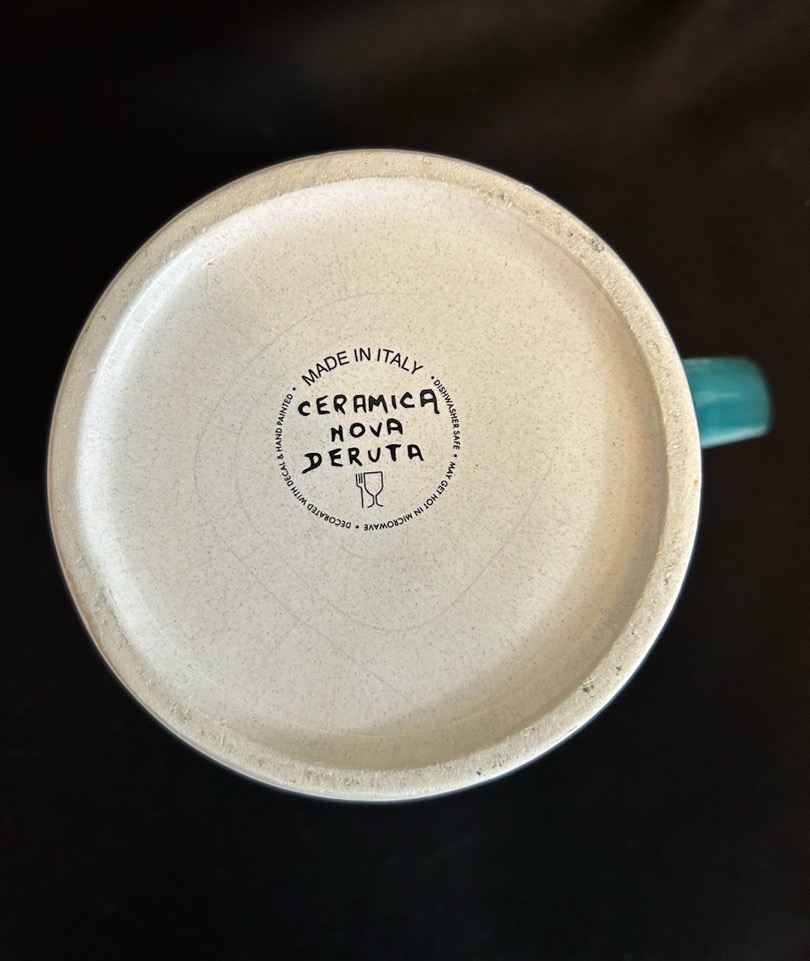 MADE IN ITALY
CERAMICA
NOVA
DERUTA
• DISHWASHER SAFE • MAY GET HOT IN MICROWAVE • DECORATED WITH DECAL & HAND PAINTED •